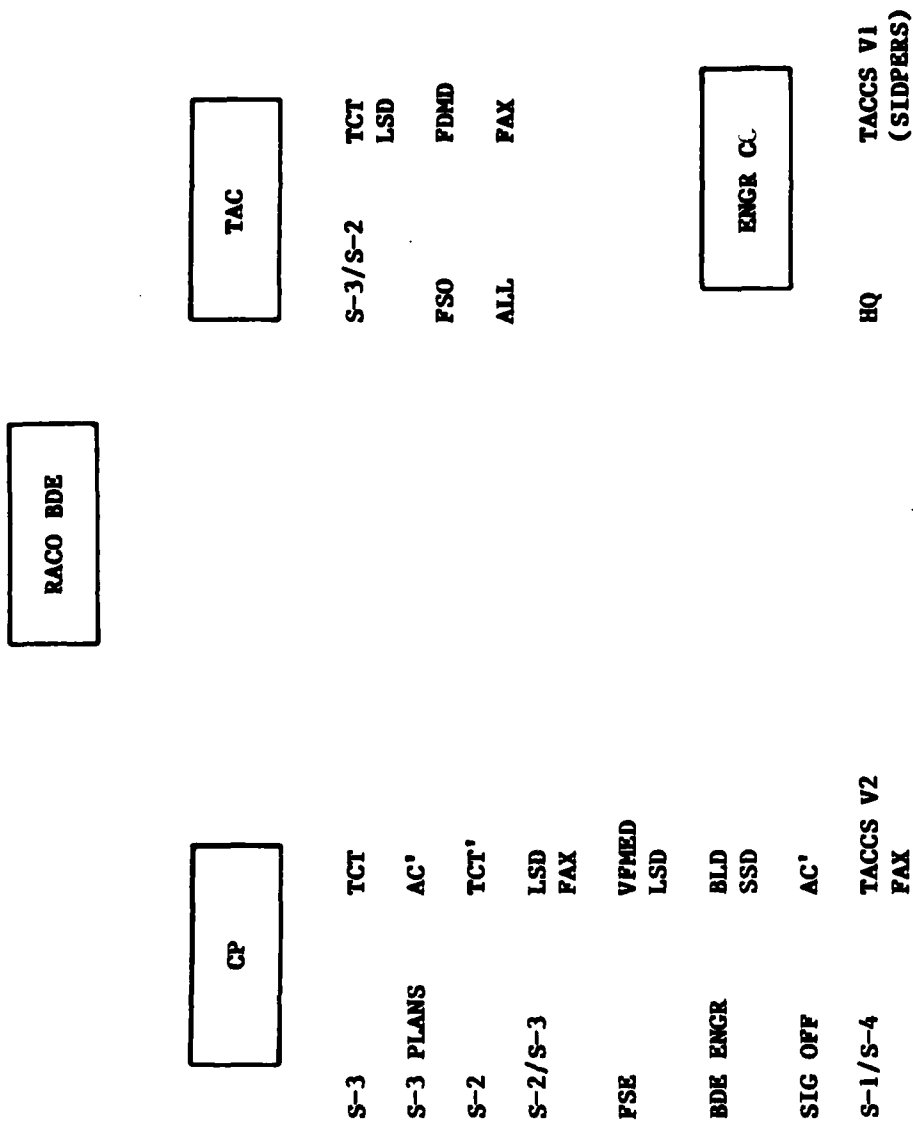 RACO BDE
CP
S-3 TCT
S-3 PLANS AC'
S-2 TCT'
S-2/S-3 LSD
FAX
FSE VFMED
LSD
BDE ENGR BLD
SSD
SIG OFF AC'
S-1/S-4 TACCS V2
FAX
TAC
S-3/S-2 TCT
LSD
FSO FDMD
ALL FAX
ENGR CO
HQ TACCS V1
(SIDPERS)